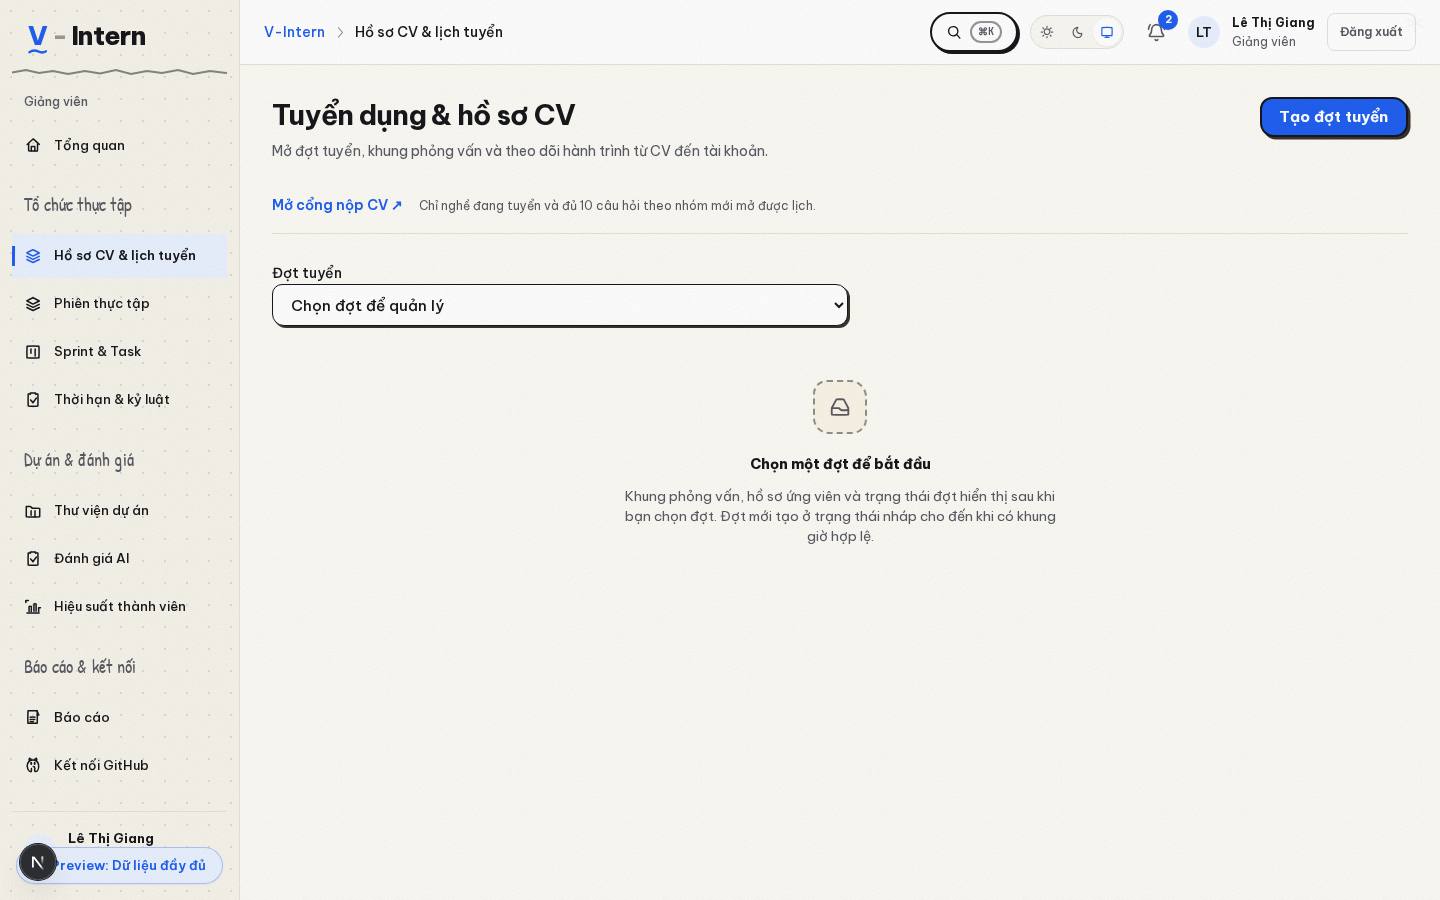 V - Intern
Giảng viên
Tổng quan
Tổ chức thực tập
Hồ sơ CV & lịch tuyển
Phiên thực tập
Sprint & Task
Thời hạn & kỷ luật
Dự án & đánh giá
Thư viện dự án
Đánh giá AI
Hiệu suất thành viên
Báo cáo & kết nối
Báo cáo
Kết nối GitHub
Lê Thị Giang
N
Preview: Dữ liệu đầy đủ
V-Intern
Hồ sơ CV & lịch tuyển
⌘K
2
LT
Lê Thị Giang
Giảng viên
Đăng xuất
Tuyển dụng & hồ sơ CV
Tạo đợt tuyển
Mở đợt tuyển, khung phỏng vấn và theo dõi hành trình từ CV đến tài khoản.
Mở cổng nộp CV ↗
Chỉ nghề đang tuyển và đủ 10 câu hỏi theo nhóm mới mở được lịch.
Đợt tuyển
Chọn đợt để quản lý
Chọn một đợt để bắt đầu
Khung phỏng vấn, hồ sơ ứng viên và trạng thái đợt hiển thị sau khi
bạn chọn đợt. Đợt mới tạo ở trạng thái nháp cho đến khi có khung
giờ hợp lệ.